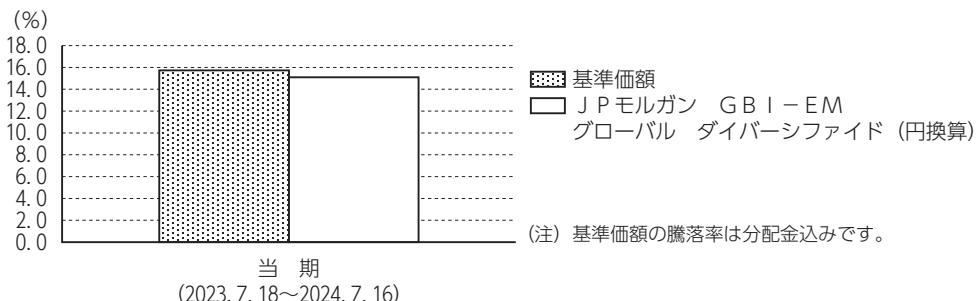 (%)
18.0
16.0
14.0
12.0
10.0
8.0
6.0
4.0
2.0
0.0
基準価額
ＪＰモルガン　ＧＢＩ－ＥＭ
グローバル　ダイバーシファイド（円換算）
（注）基準価額の騰落率は分配金込みです。
当　期
(2023.7.18～2024.7.16)